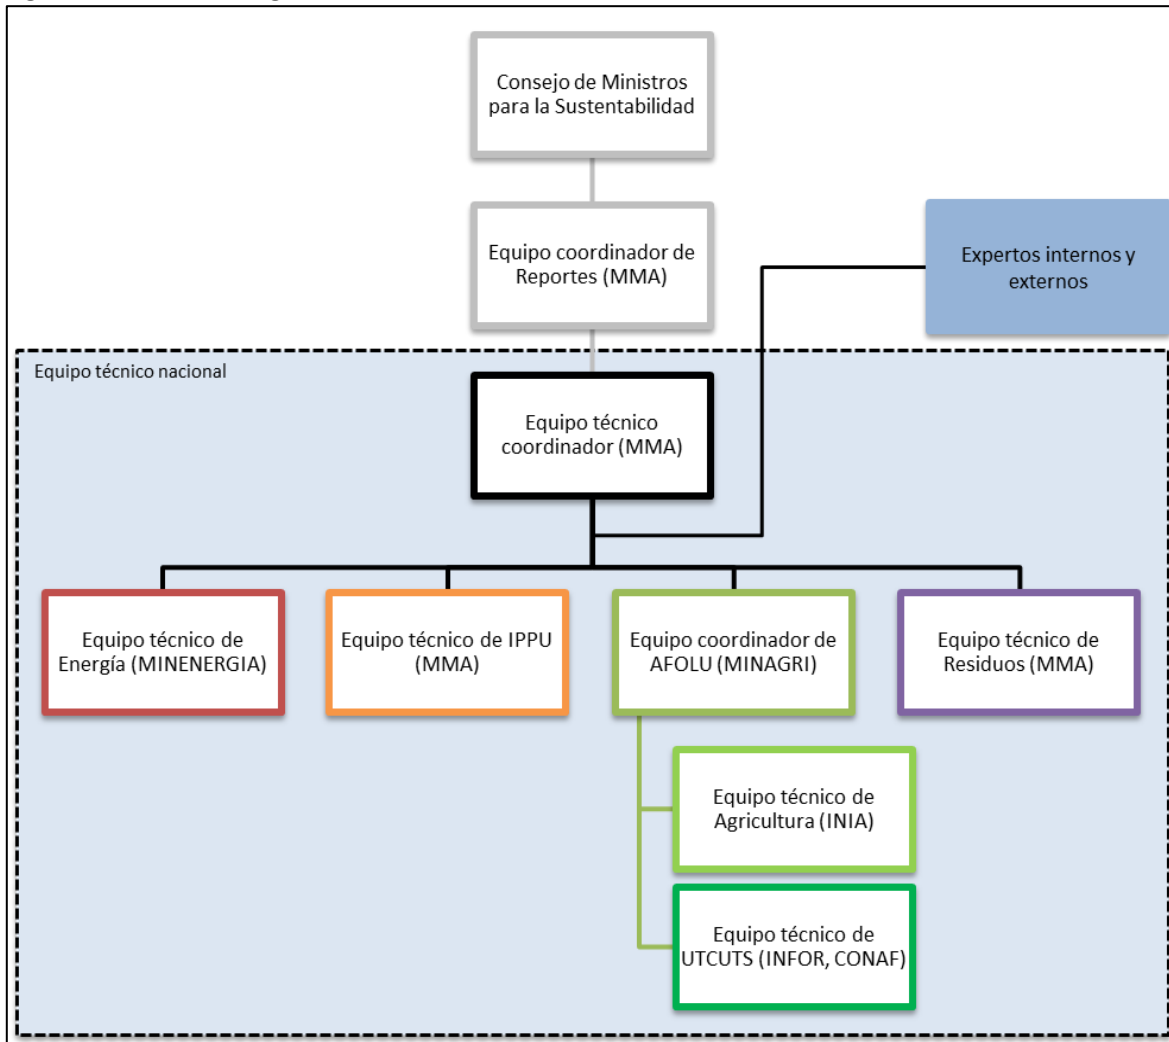 Consejo de Ministros
para la Sustentabilidad
Equipo coordinador de
Reportes (MMA)
Expertos internos y
externos
Equipo técnico nacional
Equipo técnico
coordinador (MMA)
Equipo técnico de
Energía (MINENERGIA)
Equipo técnico de IPPU
(MMA)
Equipo coordinador de
AFOLU (MINAGRI)
Equipo técnico de
Residuos (MMA)
Equipo técnico de
Agricultura (INIA)
Equipo técnico de
UTCUTS (INFOR, CONAF)